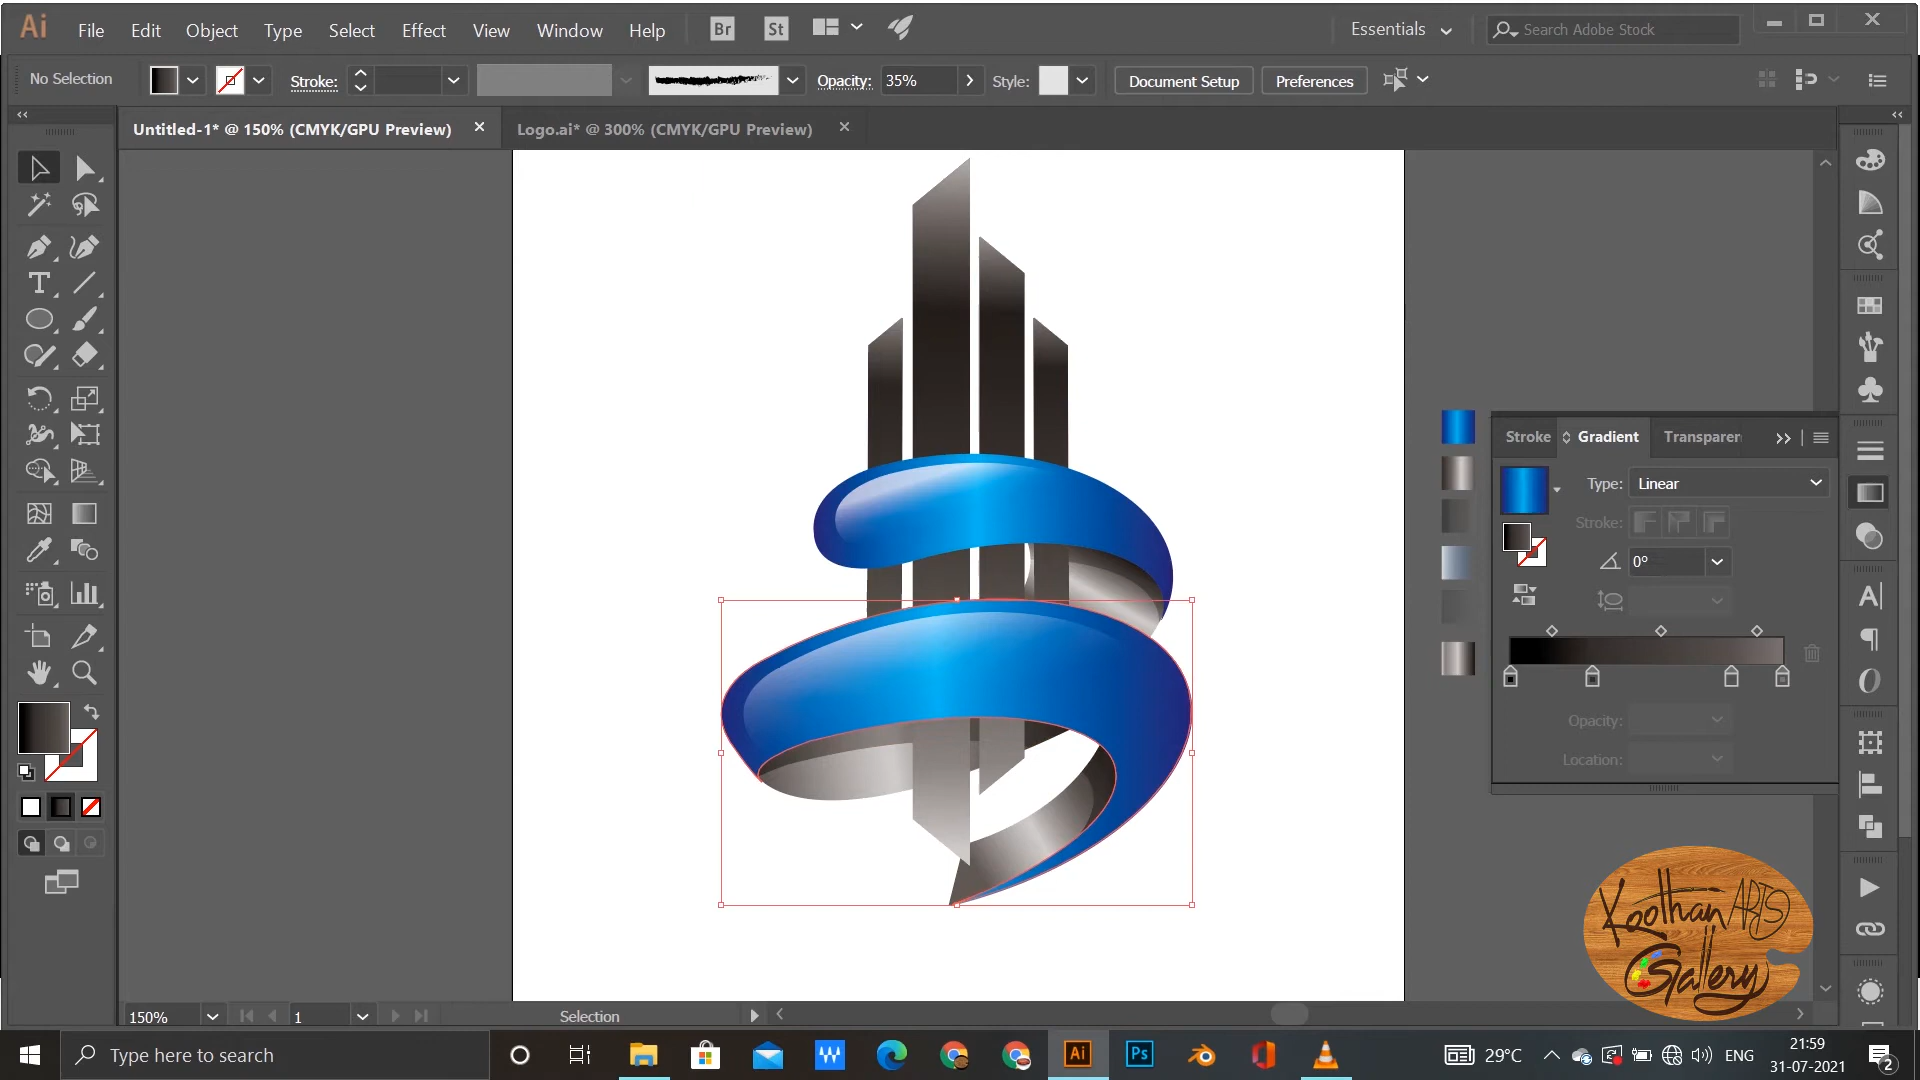 Ai File Edit Object Type Select Effect View Window Help Br St Essentials Search Adobe Stock
No Selection Stroke: Opacity: 35% Style: Document Setup Preferences
Untitled-1* @ 150% (CMYK/GPU Preview) Logo.ai* @ 300% (CMYK/GPU Preview)
Stroke Gradient Transparen
Type: Linear
Stroke:
0°
Opacity:
Location:
Koothan ARTS
Gallery
150% 1 Selection
Type here to search
Ai Ps 29°C ENG
21:59
31-07-2021
2